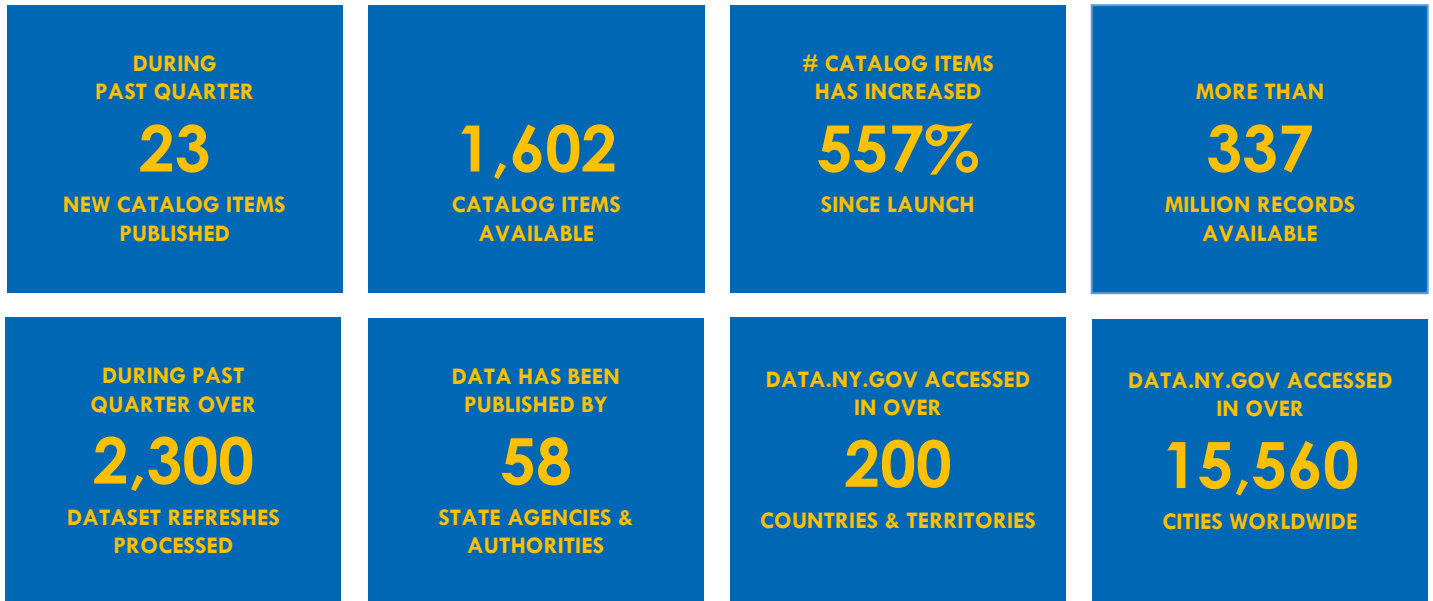 DURING
PAST QUARTER
23
NEW CATALOG ITEMS
PUBLISHED
1,602
CATALOG ITEMS
AVAILABLE
# CATALOG ITEMS
HAS INCREASED
557%
SINCE LAUNCH
MORE THAN
337
MILLION RECORDS
AVAILABLE
DURING PAST
QUARTER OVER
2,300
DATASET REFRESHES
PROCESSED
DATA HAS BEEN
PUBLISHED BY
58
STATE AGENCIES &
AUTHORITIES
DATA.NY.GOV ACCESSED
IN OVER
200
COUNTRIES & TERRITORIES
DATA.NY.GOV ACCESSED
IN OVER
15,560
CITIES WORLDWIDE